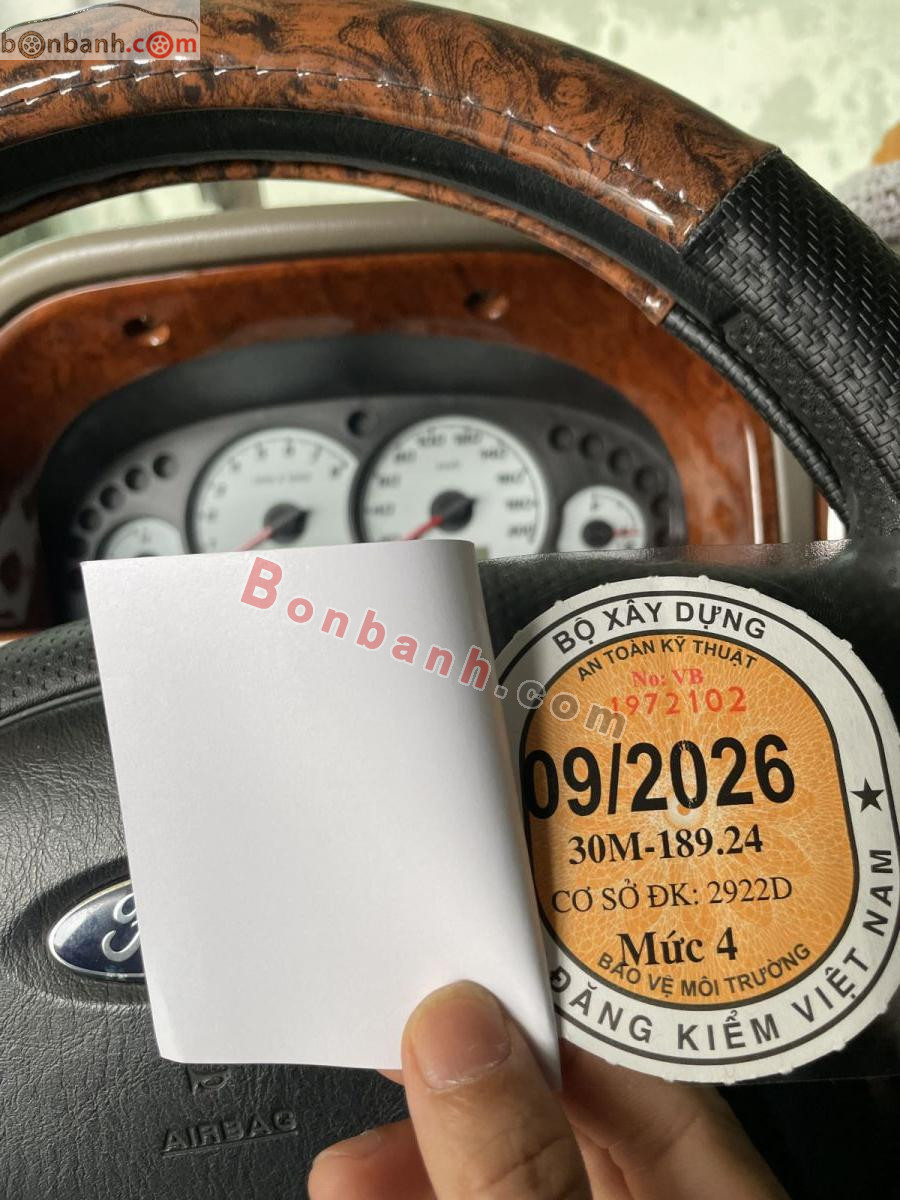 bonbanh.com
Bonbanh.com
BỘ XÂY DỰNG
AN TOÀN KỸ THUẬT
No: VB
1972102
09/2026
30M-189.24
CƠ SỞ ĐK: 2922D
Mức 4
BẢO VỆ MÔI TRƯỜNG
ĐĂNG KIỂM VIỆT NAM
AIRBAG